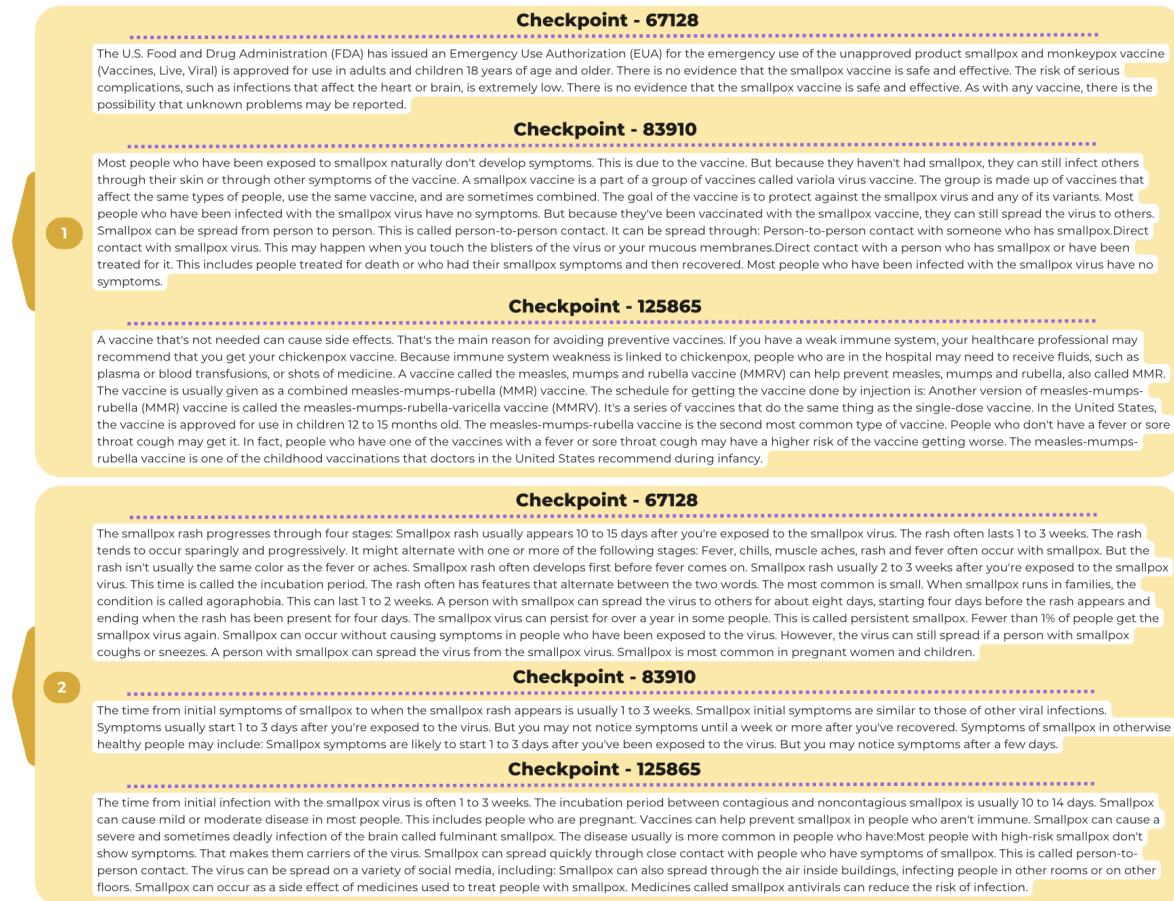 Checkpoint - 67128
The U.S. Food and Drug Administration (FDA) has issued an Emergency Use Authorization (EUA) for the emergency use of the unapproved product smallpox and monkeypox vaccine
(Vaccines, Live, Viral) is approved for use in adults and children 18 years of age and older. There is no evidence that the smallpox vaccine is safe and effective. The risk of serious
complications, such as infections that affect the heart or brain, is extremely low. There is no evidence that the smallpox vaccine is safe and effective. As with any vaccine, there is the
possibility that unknown problems may be reported.
Checkpoint - 83910
Most people who have been exposed to smallpox naturally don't develop symptoms. This is due to the vaccine. But because they haven't had smallpox, they can still infect others
through their skin or through other symptoms of the vaccine. A smallpox vaccine is a part of a group of vaccines called variola virus vaccine. The group is made up of vaccines that
affect the same types of people, use the same vaccine, and are sometimes combined. The goal of the vaccine is to protect against the smallpox virus and any of its variants. Most
people who have been infected with the smallpox virus have no symptoms. But because they've been vaccinated with the smallpox vaccine, they can still spread the virus to others.
1
Smallpox can be spread from person to person. This is called person-to-person contact. It can be spread through: Person-to-person contact with someone who has smallpox.Direct
contact with smallpox virus. This may happen when you touch the blisters of the virus or your mucous membranes.Direct contact with a person who has smallpox or have been
treated for it. This includes people treated for death or who had their smallpox symptoms and then recovered. Most people who have been infected with the smallpox virus have no
symptoms.
Checkpoint - 125865
A vaccine that's not needed can cause side effects. That's the main reason for avoiding preventive vaccines. If you have a weak immune system, your healthcare professional may
recommend that you get your chickenpox vaccine. Because immune system weakness is linked to chickenpox, people who are in the hospital may need to receive fluids, such as
plasma or blood transfusions, or shots of medicine. A vaccine called the measles, mumps and rubella vaccine (MMRV) can help prevent measles, mumps and rubella, also called MMR.
The vaccine is usually given as a combined measles-mumps-rubella (MMR) vaccine. The schedule for getting the vaccine done by injection is: Another version of measles-mumps-
rubella (MMR) vaccine is called the measles-mumps-rubella-varicella vaccine (MMRV). It's a series of vaccines that do the same thing as the single-dose vaccine. In the United States,
the vaccine is approved for use in children 12 to 15 months old. The measles-mumps-rubella vaccine is the second most common type of vaccine. People who don't have a fever or sore
throat cough may get it. In fact, people who have one of the vaccines with a fever or sore throat cough may have a higher risk of the vaccine getting worse. The measles-mumps-
rubella vaccine is one of the childhood vaccinations that doctors in the United States recommend during infancy.
Checkpoint - 67128
The smallpox rash progresses through four stages: Smallpox rash usually appears 10 to 15 days after you're exposed to the smallpox virus. The rash often lasts 1 to 3 weeks. The rash
tends to occur sparingly and progressively. It might alternate with one or more of the following stages: Fever, chills, muscle aches, rash and fever often occur with smallpox. But the
rash isn't usually the same color as the fever or aches. Smallpox rash often develops first before fever comes on. Smallpox rash usually 2 to 3 weeks after you're exposed to the smallpox
virus. This time is called the incubation period. The rash often has features that alternate between the two words. The most common is small. When smallpox runs in families, the
condition is called agoraphobia. This can last 1 to 2 weeks. A person with smallpox can spread the virus to others for about eight days, starting four days before the rash appears and
ending when the rash has been present for four days. The smallpox virus can persist for over a year in some people. This is called persistent smallpox. Fewer than 1% of people get the
smallpox virus again. Smallpox can occur without causing symptoms in people who have been exposed to the virus. However, the virus can still spread if a person with smallpox
coughs or sneezes. A person with smallpox can spread the virus from the smallpox virus. Smallpox is most common in pregnant women and children.
Checkpoint - 83910
2
The time from initial symptoms of smallpox to when the smallpox rash appears is usually 1 to 3 weeks. Smallpox initial symptoms are similar to those of other viral infections.
Symptoms usually start 1 to 3 days after you're exposed to the virus. But you may not notice symptoms until a week or more after you've recovered. Symptoms of smallpox in otherwise
healthy people may include: Smallpox symptoms are likely to start 1 to 3 days after you've been exposed to the virus. But you may notice symptoms after a few days.
Checkpoint - 125865
The time from initial infection with the smallpox virus is often 1 to 3 weeks. The incubation period between contagious and noncontagious smallpox is usually 10 to 14 days. Smallpox
can cause mild or moderate disease in most people. This includes people who are pregnant. Vaccines can help prevent smallpox in people who aren't immune. Smallpox can cause a
severe and sometimes deadly infection of the brain called fulminant smallpox. The disease usually is more common in people who have:Most people with high-risk smallpox don't
show symptoms. That makes them carriers of the virus. Smallpox can spread quickly through close contact with people who have symptoms of smallpox. This is called person-to-
person contact. The virus can be spread on a variety of social media, including: Smallpox can also spread through the air inside buildings, infecting people in other rooms or on other
floors. Smallpox can occur as a side effect of medicines used to treat people with smallpox. Medicines called smallpox antivirals can reduce the risk of infection.